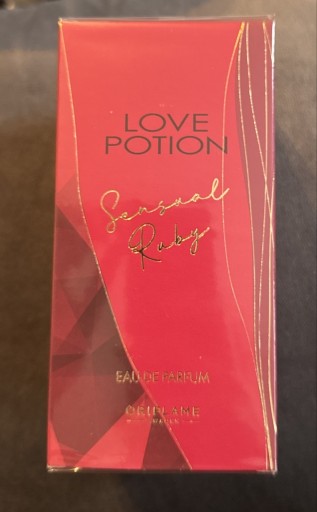 LOVE
POTION
Sensual
Ruby
EAU DE PARFUM
ORIFLAME